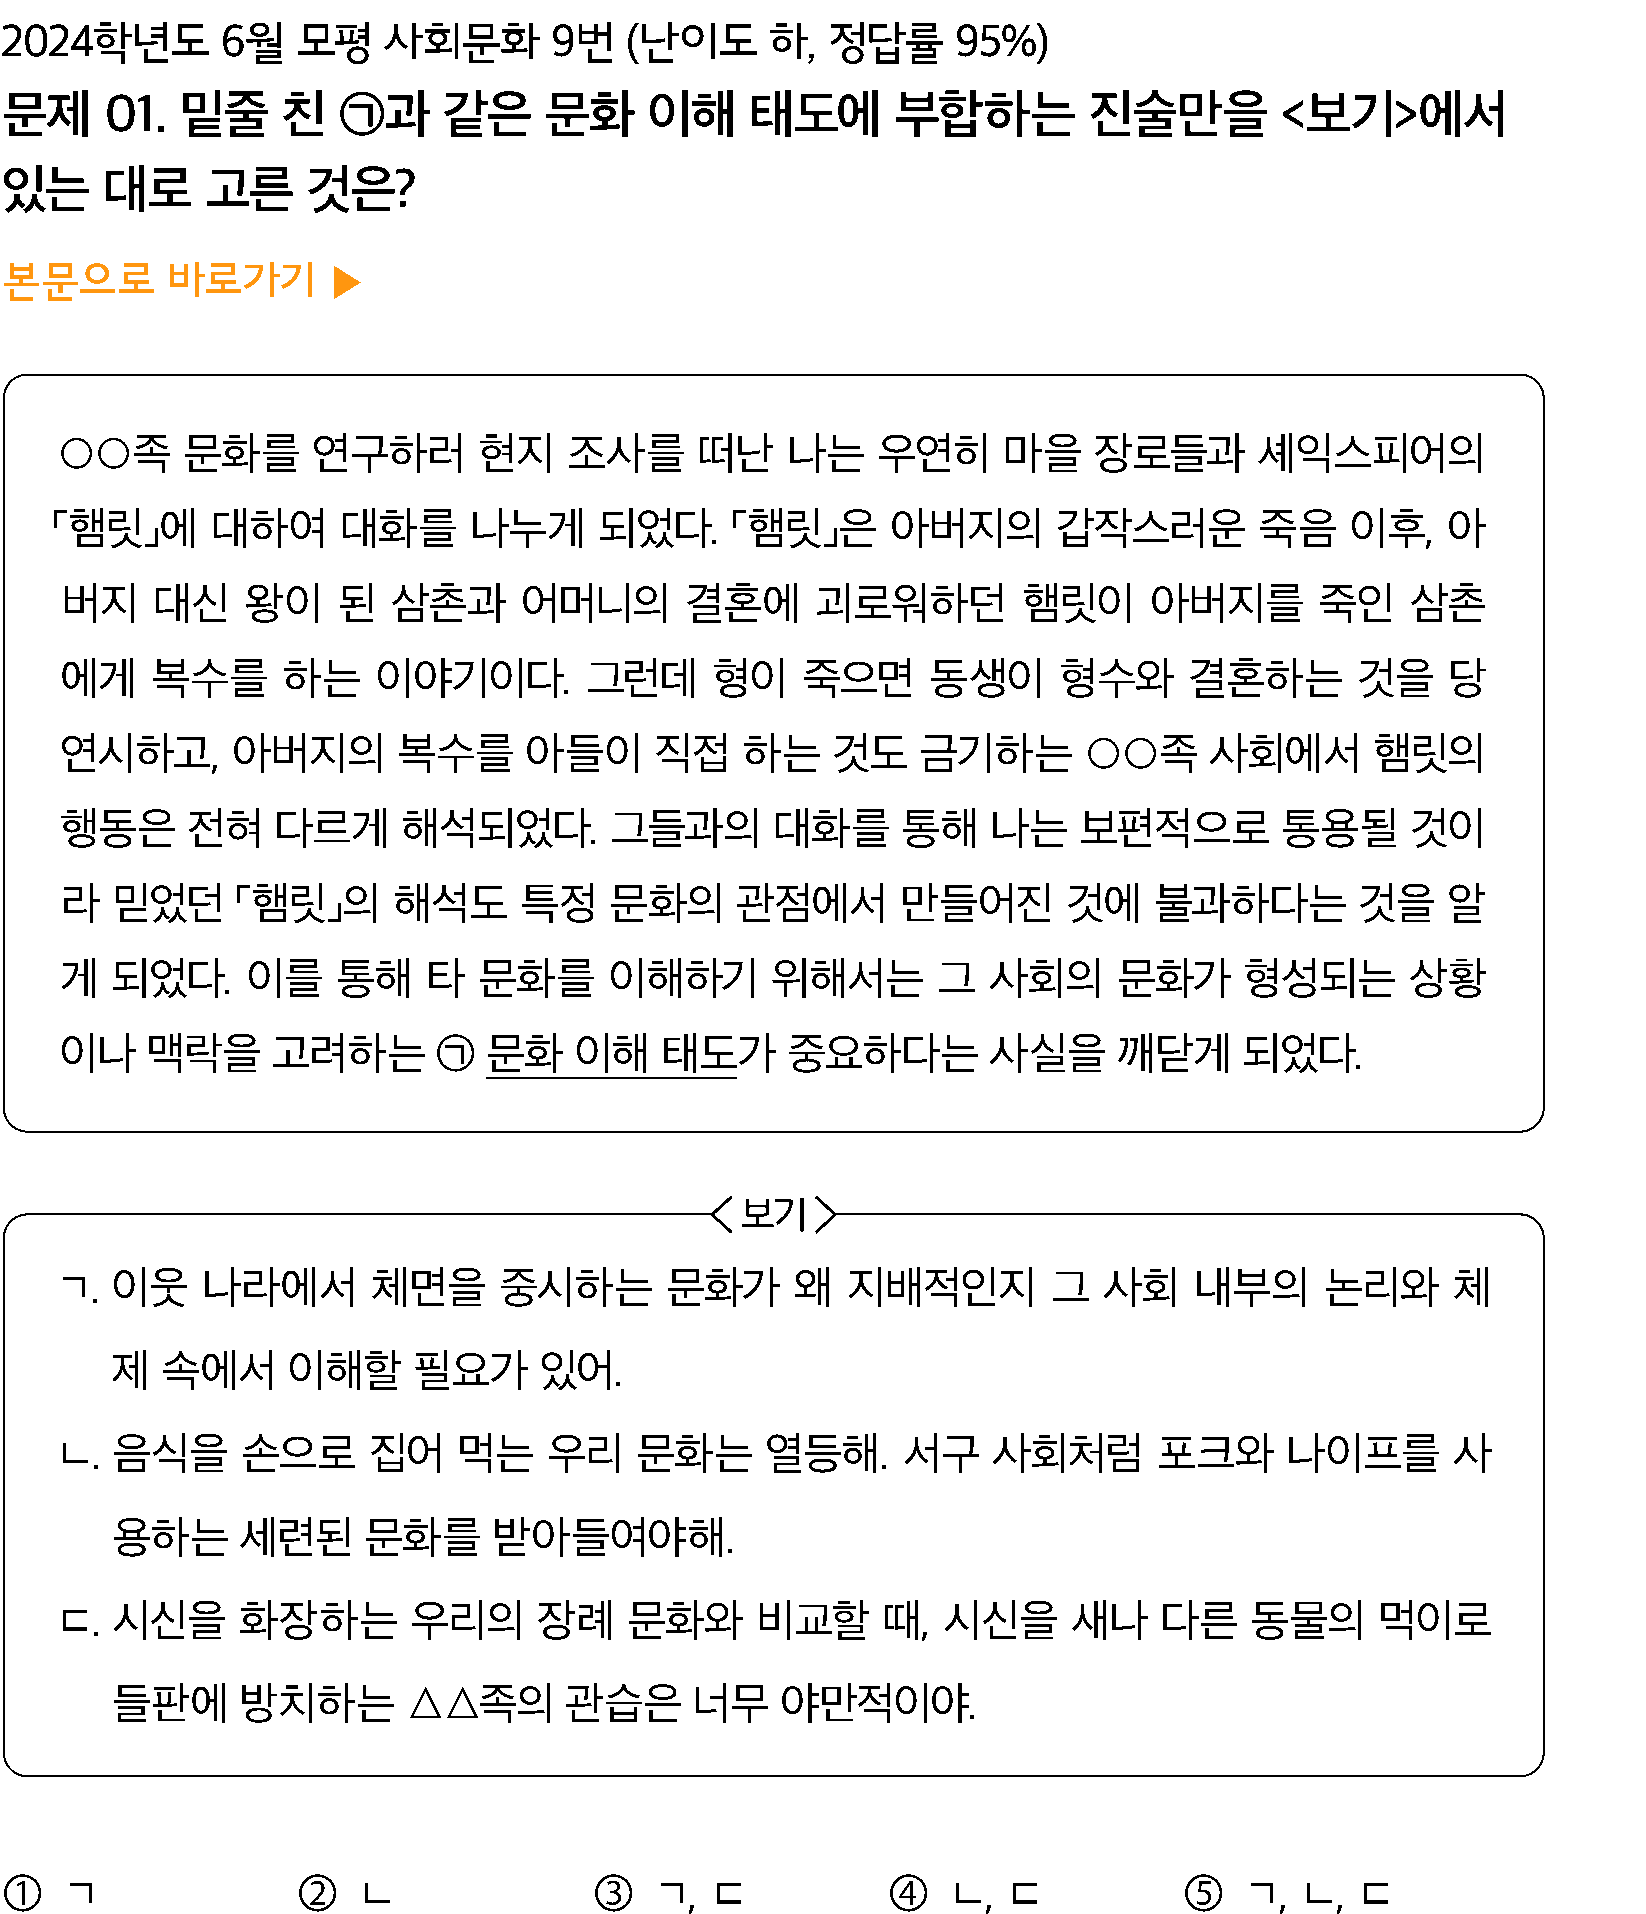 2024학년도 6월 모평 사회문화 9번 (난이도 하, 정답률 95%)
문제 01. 밑줄 친 ㉠과 같은 문화 이해 태도에 부합하는 진술만을 <보기>에서
있는 대로 고른 것은?
본문으로 바로가기 ▶
○○족 문화를 연구하러 현지 조사를 떠난 나는 우연히 마을 장로들과 셰익스피어의
「햄릿」에 대하여 대화를 나누게 되었다. 「햄릿」은 아버지의 갑작스러운 죽음 이후, 아
버지 대신 왕이 된 삼촌과 어머니의 결혼에 괴로워하던 햄릿이 아버지를 죽인 삼촌
에게 복수를 하는 이야기이다. 그런데 형이 죽으면 동생이 형수와 결혼하는 것을 당
연시하고, 아버지의 복수를 아들이 직접 하는 것도 금기하는 ○○족 사회에서 햄릿의
행동은 전혀 다르게 해석되었다. 그들과의 대화를 통해 나는 보편적으로 통용될 것이
라 믿었던 「햄릿」의 해석도 특정 문화의 관점에서 만들어진 것에 불과하다는 것을 알
게 되었다. 이를 통해 타 문화를 이해하기 위해서는 그 사회의 문화가 형성되는 상황
이나 맥락을 고려하는 ㉠ 문화 이해 태도가 중요하다는 사실을 깨닫게 되었다.
<보기>
ㄱ. 이웃 나라에서 체면을 중시하는 문화가 왜 지배적인지 그 사회 내부의 논리와 체
제 속에서 이해할 필요가 있어.
ㄴ. 음식을 손으로 집어 먹는 우리 문화는 열등해. 서구 사회처럼 포크와 나이프를 사
용하는 세련된 문화를 받아들여야해.
ㄷ. 시신을 화장하는 우리의 장례 문화와 비교할 때, 시신을 새나 다른 동물의 먹이로
들판에 방치하는 △△족의 관습은 너무 야만적이야.
① ㄱ ② ㄴ ③ ㄱ, ㄷ ④ ㄴ, ㄷ ⑤ ㄱ, ㄴ, ㄷ